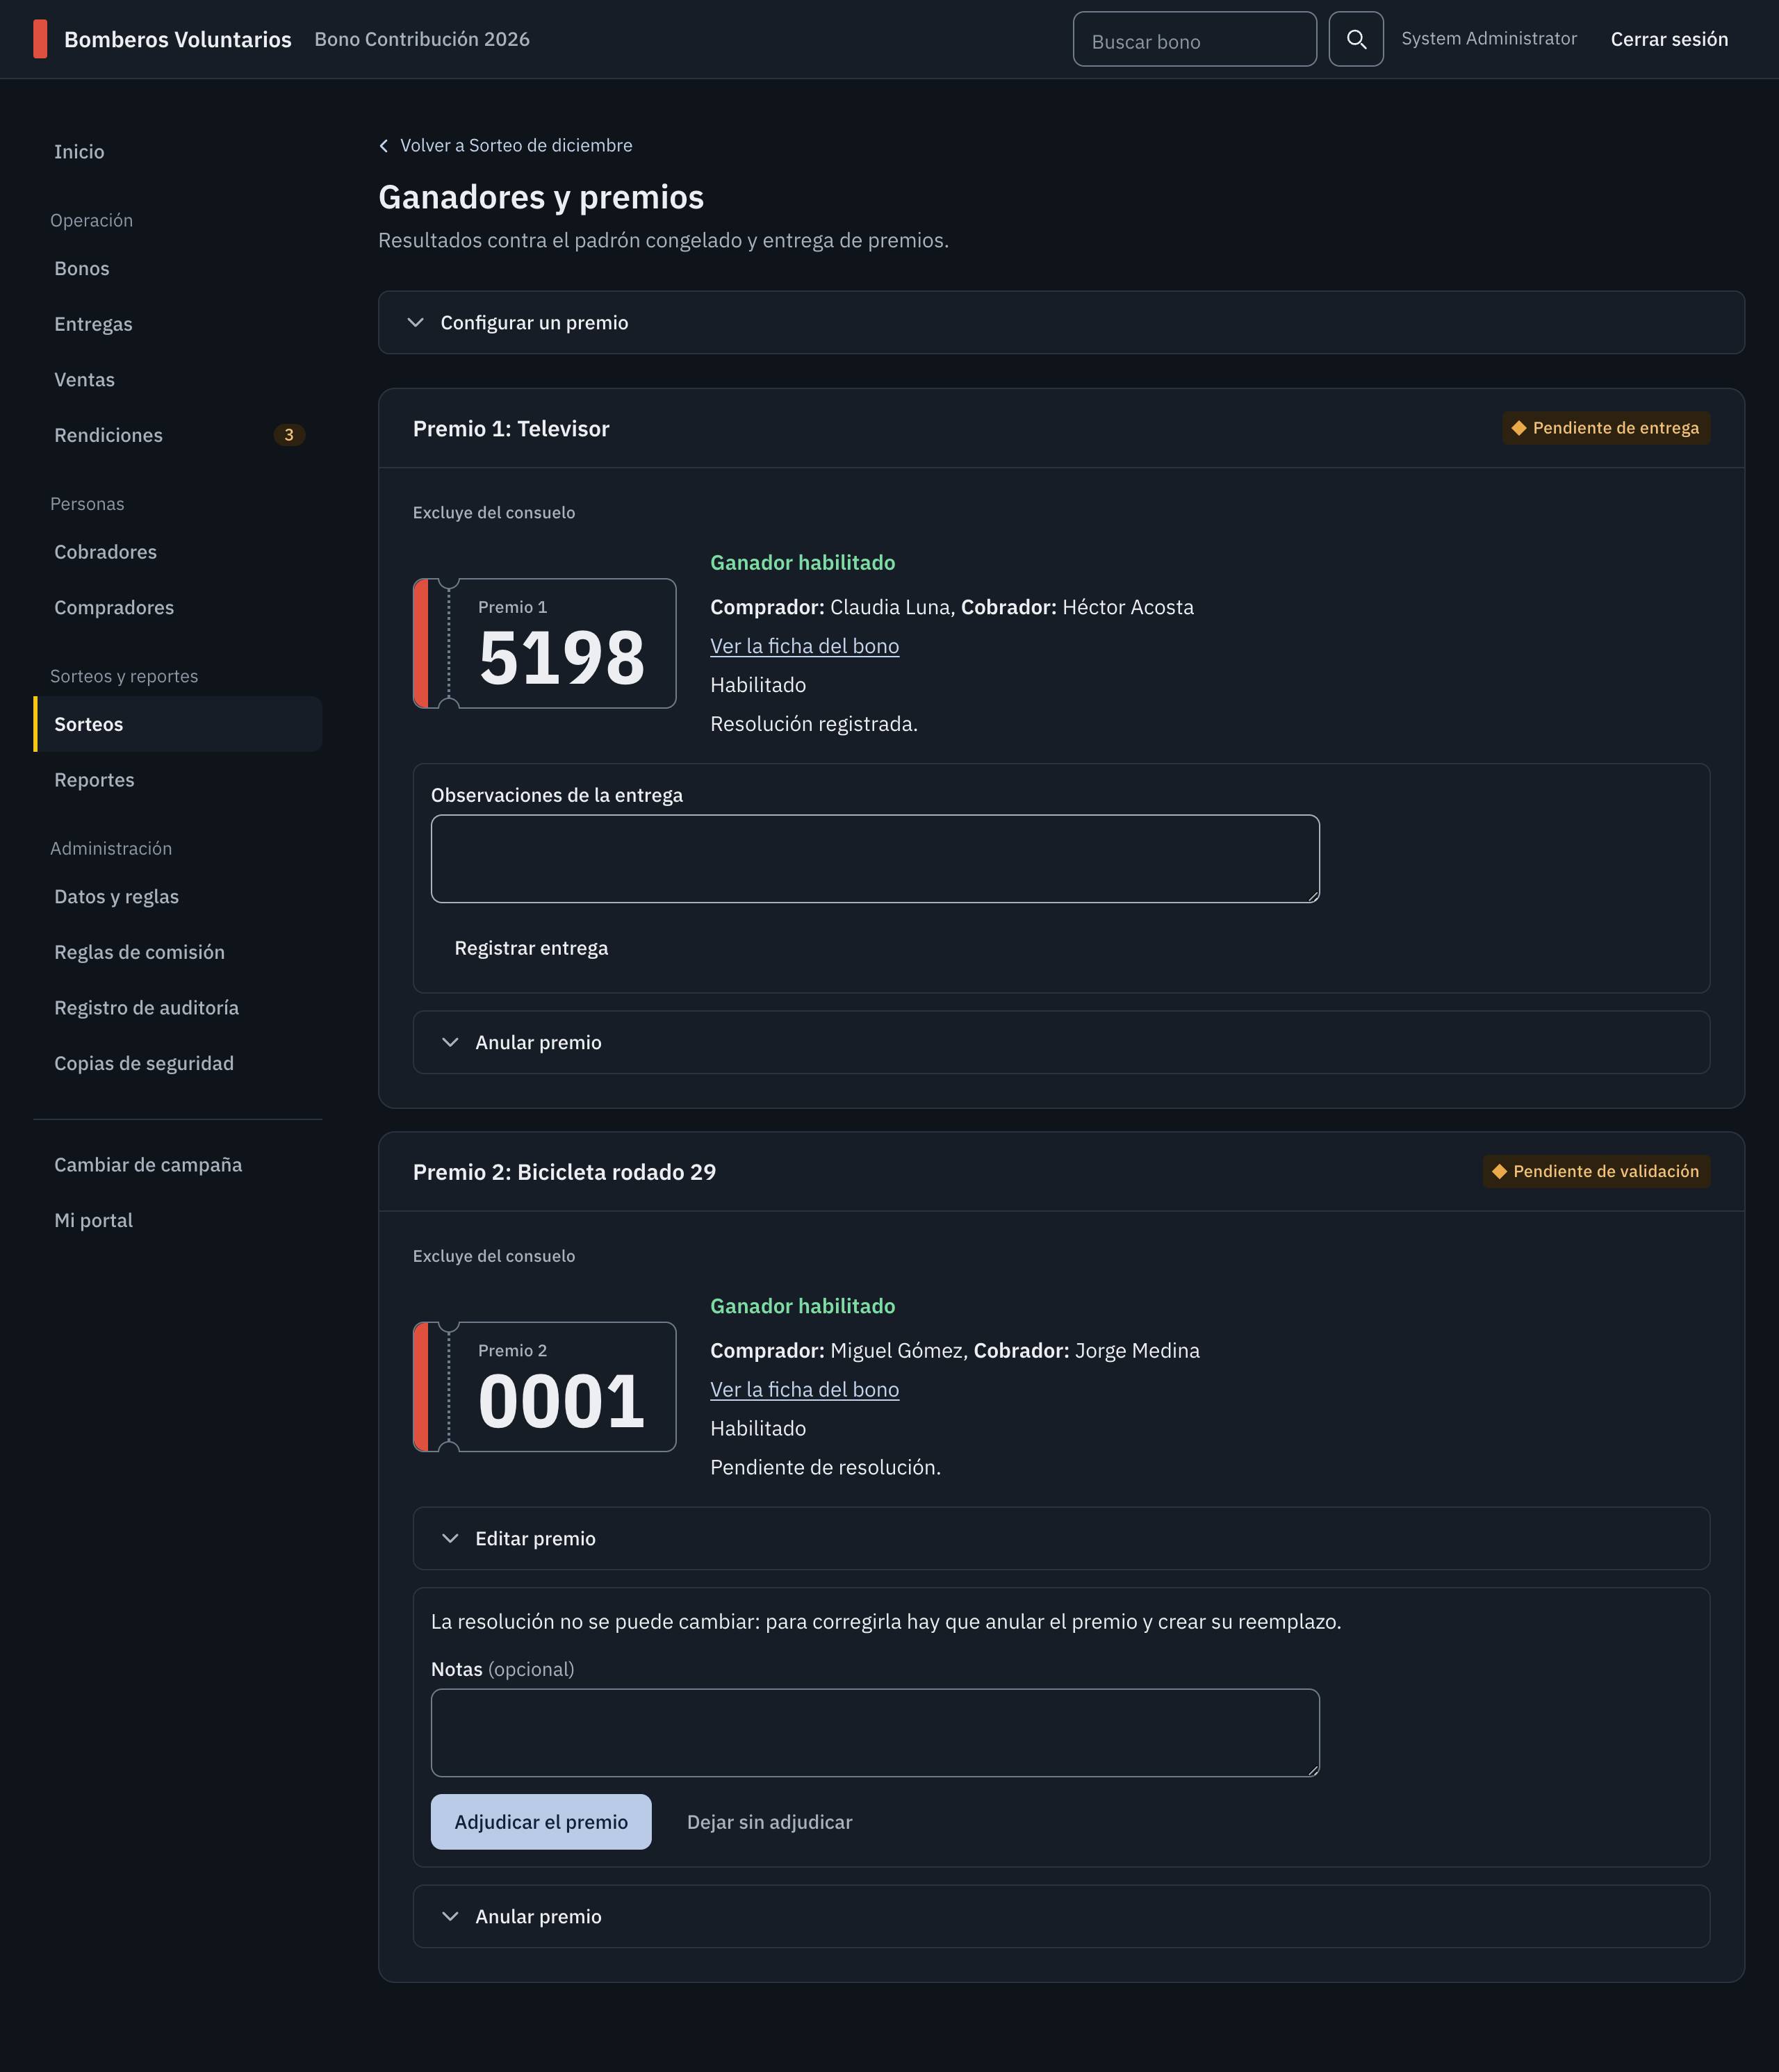 Bomberos Voluntarios
Bono Contribución 2026
Buscar bono
System Administrator
Cerrar sesión
Inicio
Operación
Bonos
Entregas
Ventas
Rendiciones 3
Personas
Cobradores
Compradores
Sorteos y reportes
Sorteos
Reportes
Administración
Datos y reglas
Reglas de comisión
Registro de auditoría
Copias de seguridad
Cambiar de campaña
Mi portal
Volver a Sorteo de diciembre
Ganadores y premios
Resultados contra el padrón congelado y entrega de premios.
Configurar un premio
Premio 1: Televisor
Pendiente de entrega
Excluye del consuelo
Premio 1
5198
Ganador habilitado
Comprador: Claudia Luna, Cobrador: Héctor Acosta
Ver la ficha del bono
Habilitado
Resolución registrada.
Observaciones de la entrega
Registrar entrega
Anular premio
Premio 2: Bicicleta rodado 29
Pendiente de validación
Excluye del consuelo
Premio 2
0001
Ganador habilitado
Comprador: Miguel Gómez, Cobrador: Jorge Medina
Ver la ficha del bono
Habilitado
Pendiente de resolución.
Editar premio
La resolución no se puede cambiar: para corregirla hay que anular el premio y crear su reemplazo.
Notas (opcional)
Adjudicar el premio
Dejar sin adjudicar
Anular premio